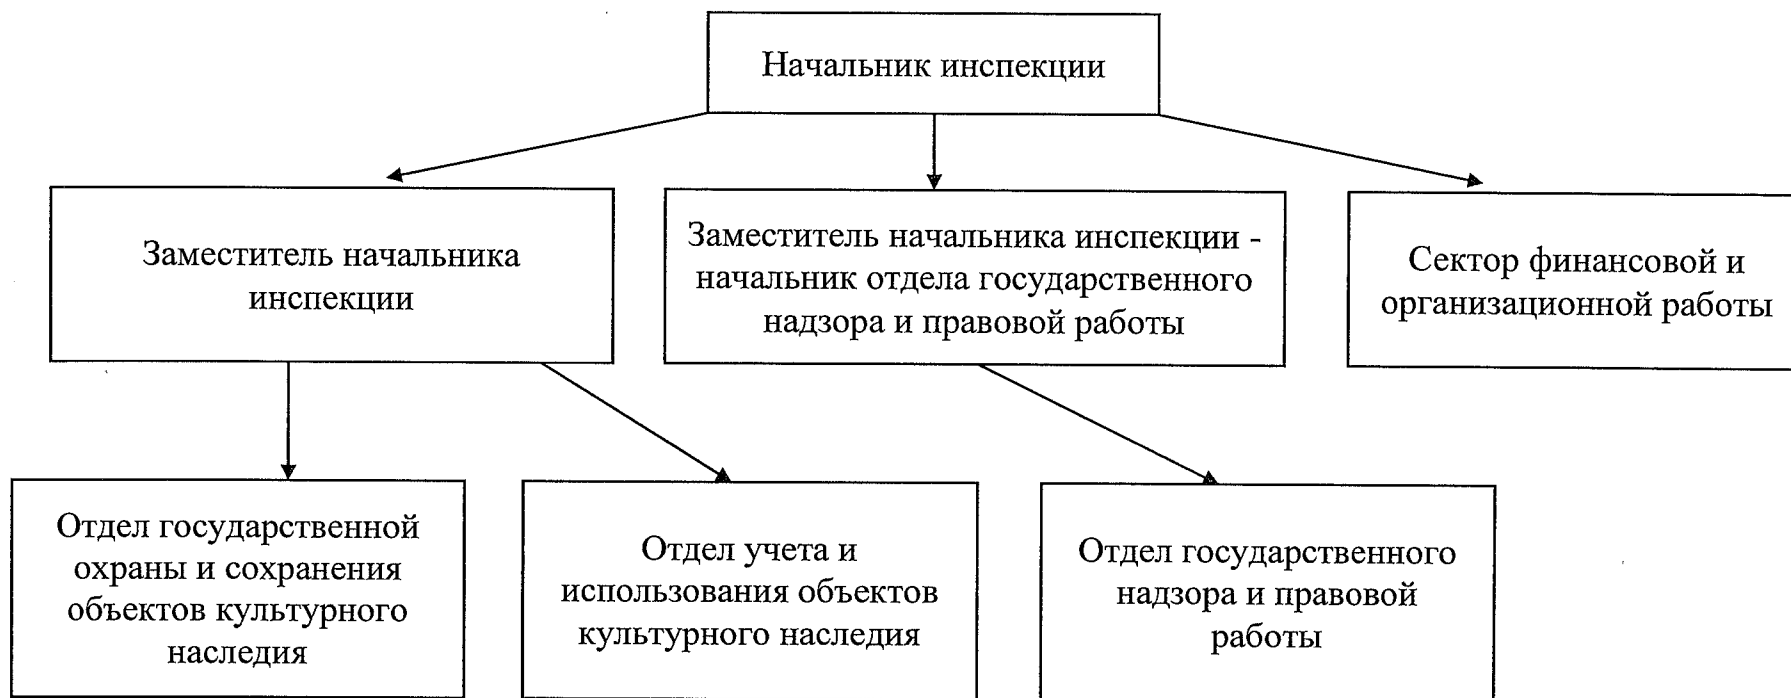 Начальник инспекции
Заместитель начальника
инспекции
Заместитель начальника инспекции -
начальник отдела государственного
надзора и правовой работы
Сектор финансовой и
организационной работы
Отдел государственной
охраны и сохранения
объектов культурного
наследия
Отдел учета и
использования объектов
культурного наследия
Отдел государственного
надзора и правовой
работы